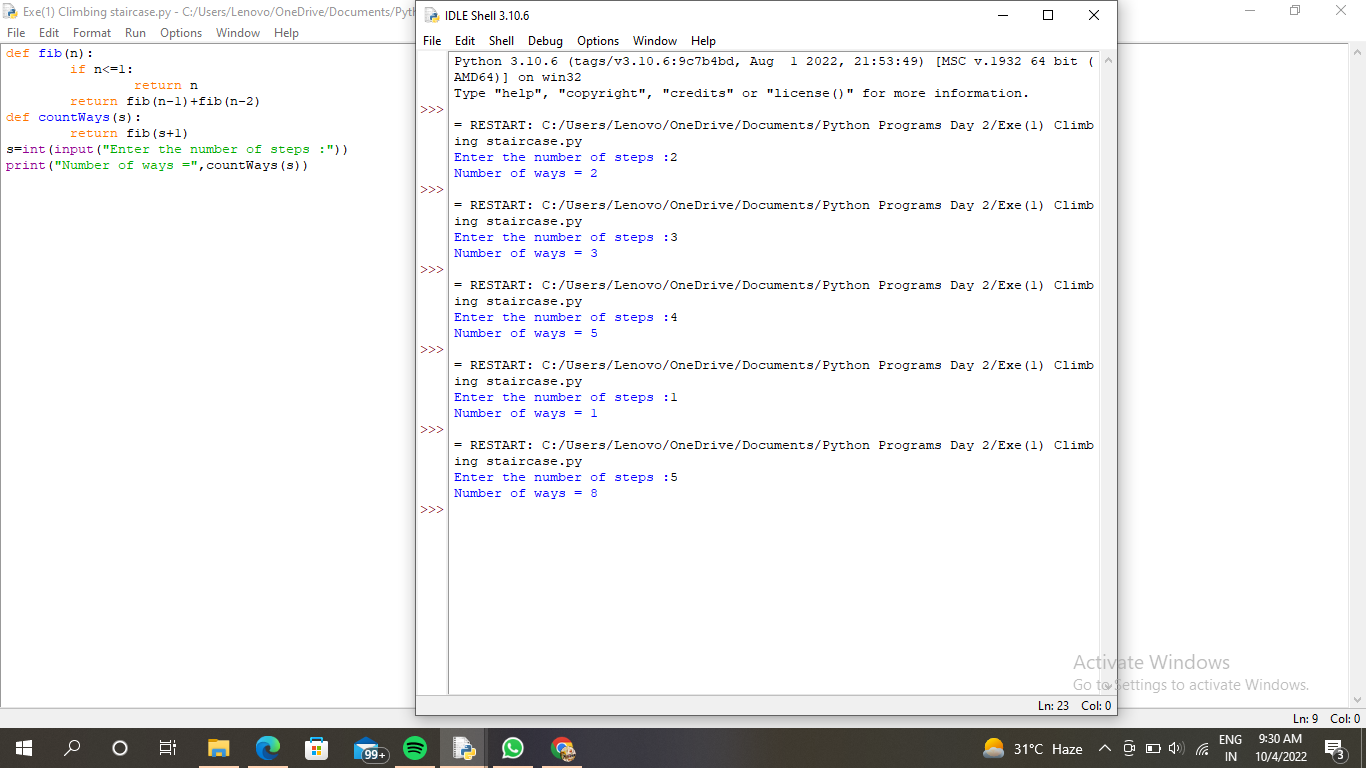 Exe(1) Climbing staircase.py - C:/Users/Lenovo/OneDrive/Documents/Pyth
File Edit Format Run Options Window Help
def fib(n):
        if n<=1:
                return n
        return fib(n-1)+fib(n-2)
def countWays(s):
        return fib(s+1)
s=int(input("Enter the number of steps :"))
print("Number of ways =",countWays(s))
IDLE Shell 3.10.6
File Edit Shell Debug Options Window Help
Python 3.10.6 (tags/v3.10.6:9c7b4bd, Aug  1 2022, 21:53:49) [MSC v.1932 64 bit (
AMD64)] on win32
Type "help", "copyright", "credits" or "license()" for more information.
>>>
= RESTART: C:/Users/Lenovo/OneDrive/Documents/Python Programs Day 2/Exe(1) Climb
ing staircase.py
Enter the number of steps :2
Number of ways = 2
>>>
= RESTART: C:/Users/Lenovo/OneDrive/Documents/Python Programs Day 2/Exe(1) Climb
ing staircase.py
Enter the number of steps :3
Number of ways = 3
>>>
= RESTART: C:/Users/Lenovo/OneDrive/Documents/Python Programs Day 2/Exe(1) Climb
ing staircase.py
Enter the number of steps :4
Number of ways = 5
>>>
= RESTART: C:/Users/Lenovo/OneDrive/Documents/Python Programs Day 2/Exe(1) Climb
ing staircase.py
Enter the number of steps :1
Number of ways = 1
>>>
= RESTART: C:/Users/Lenovo/OneDrive/Documents/Python Programs Day 2/Exe(1) Climb
ing staircase.py
Enter the number of steps :5
Number of ways = 8
>>>
Activate Windows
Go to Settings to activate Windows.
Ln: 23 Col: 0
Ln: 9 Col: 0
99+
31°C Haze
ENG
IN
9:30 AM
10/4/2022
3